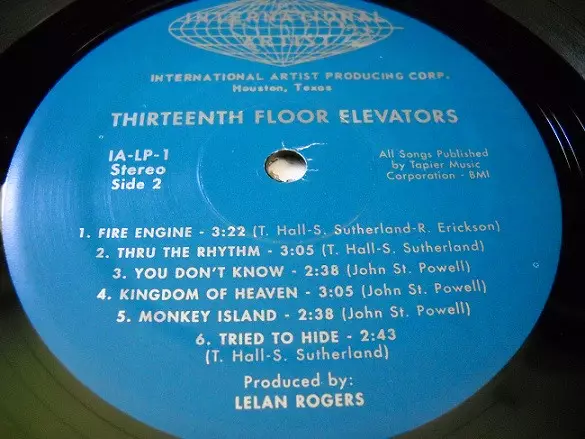 INTERNATIONAL
ARTISTS
INTERNATIONAL ARTIST PRODUCING CORP.
Houston, Texas
THIRTEENTH FLOOR ELEVATORS
IA-LP-1
Stereo
Side 2
All Songs Published
by Tapier Music
Corporation - BMI
1. FIRE ENGINE - 3:22 (T. Hall-S. Sutherland-R. Erickson)
2. THRU THE RHYTHM - 3:05 (T. Hall-S. Sutherland)
3. YOU DON'T KNOW - 2:38 (John St. Powell)
4. KINGDOM OF HEAVEN - 3:05 (John St. Powell)
5. MONKEY ISLAND - 2:38 (John St. Powell)
6. TRIED TO HIDE - 2:43
(T. Hall-S. Sutherland)
Produced by:
LELAN ROGERS